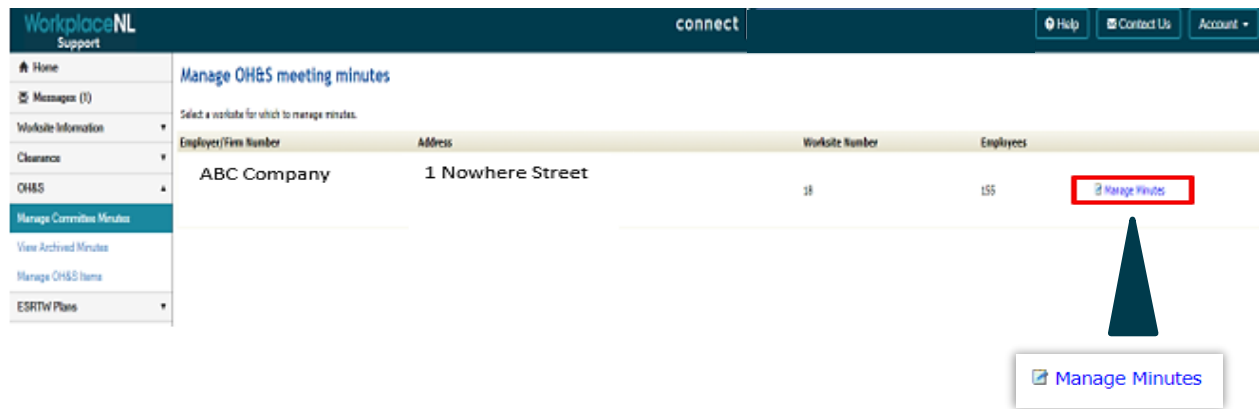 WorkplaceNL
Support
connect
Help
Contact Us
Account
Home
Messages (1)
Worksite Information
Clearance
OH&S
Manage Committee Minutes
View Archived Minutes
Manage OH&S Items
ESRTW Plans
Manage OH&S meeting minutes
Select a worksite for which to manage minutes.
Employer/Firm Number Address Worksite Number Employees
ABC Company 1 Nowhere Street 18 155 Manage Minutes
Manage Minutes